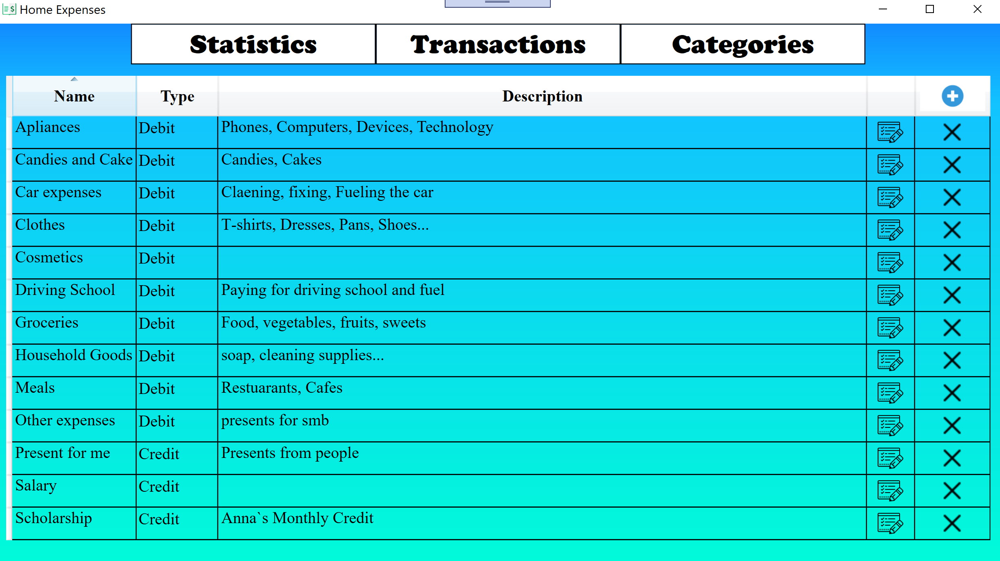 Home Expenses
Statistics Transactions Categories
Name Type Description
Apliances Debit Phones, Computers, Devices, Technology
Candies and Cake Debit Candies, Cakes
Car expenses Debit Claening, fixing, Fueling the car
Clothes Debit T-shirts, Dresses, Pans, Shoes...
Cosmetics Debit
Driving School Debit Paying for driving school and fuel
Groceries Debit Food, vegetables, fruits, sweets
Household Goods Debit soap, cleaning supplies...
Meals Debit Restuarants, Cafes
Other expenses Debit presents for smb
Present for me Credit Presents from people
Salary Credit
Scholarship Credit Anna`s Monthly Credit